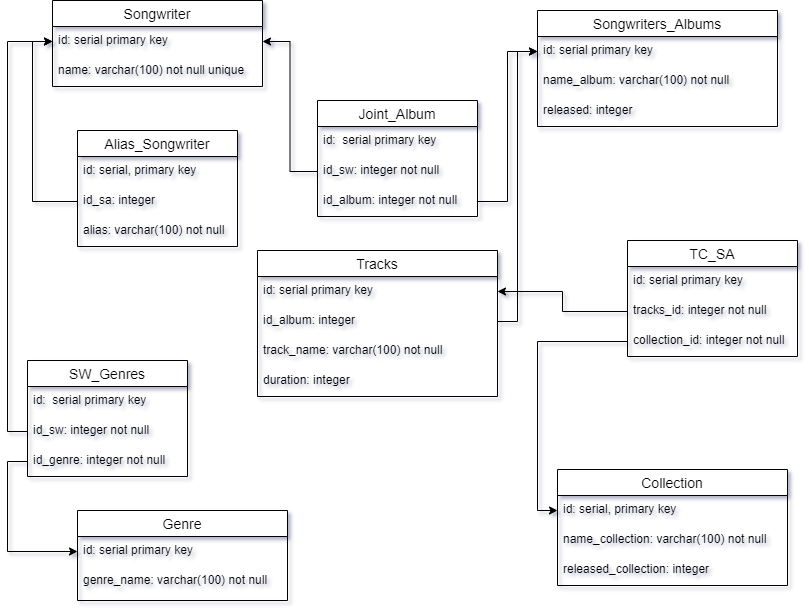 Songwriter
id: serial primary key
name: varchar(100) not null unique
Songwriters_Albums
id: serial primary key
name_album: varchar(100) not null
released: integer
Joint_Album
id:  serial primary key
id_sw: integer not null
id_album: integer not null
Alias_Songwriter
id: serial, primary key
id_sa: integer
alias: varchar(100) not null
Tracks
id: serial primary key
id_album: integer
track_name: varchar(100) not null
duration: integer
TC_SA
id: serial primary key
tracks_id: integer not null
collection_id: integer not null
SW_Genres
id:  serial primary key
id_sw: integer not null
id_genre: integer not null
Collection
id: serial, primary key
name_collection: varchar(100) not null
released_collection: integer
Genre
id: serial primary key
genre_name: varchar(100) not null